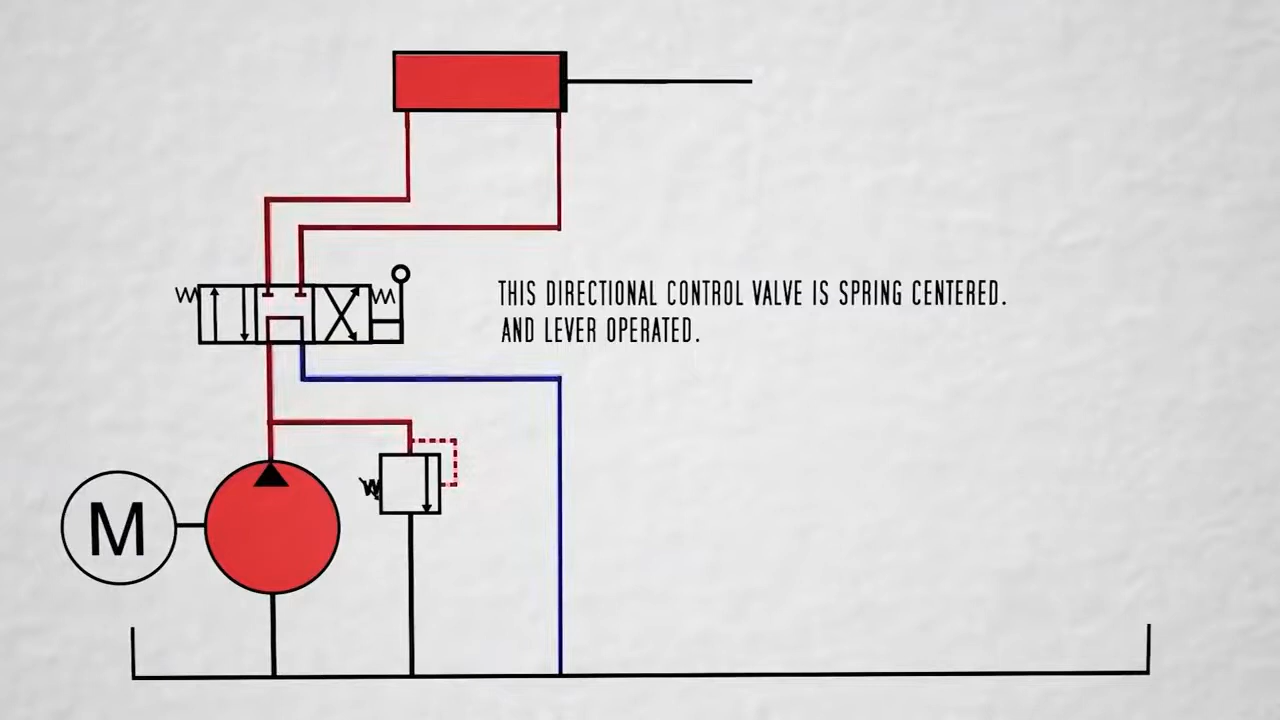 THIS DIRECTIONAL CONTROL VALVE IS SPRING CENTERED.
AND LEVER OPERATED.
M